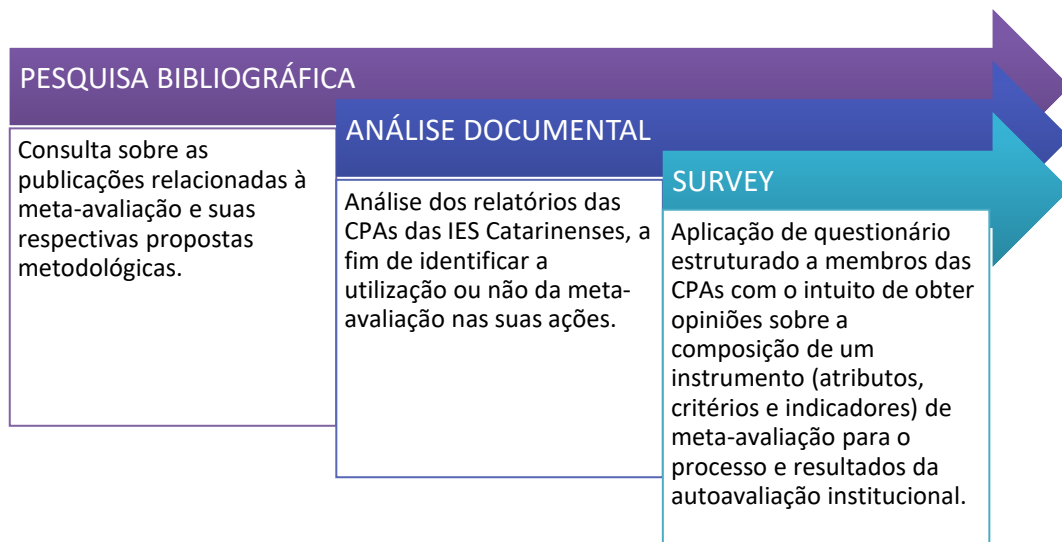 PESQUISA BIBLIOGRÁFICA
Consulta sobre as
publicações relacionadas à
meta-avaliação e suas
respectivas propostas
metodológicas.
ANÁLISE DOCUMENTAL
Análise dos relatórios das
CPAs das IES Catarinenses, a
fim de identificar a
utilização ou não da meta-
avaliação nas suas ações.
SURVEY
Aplicação de questionário
estruturado a membros das
CPAs com o intuito de obter
opiniões sobre a
composição de um
instrumento (atributos,
critérios e indicadores) de
meta-avaliação para o
processo e resultados da
autoavaliação institucional.